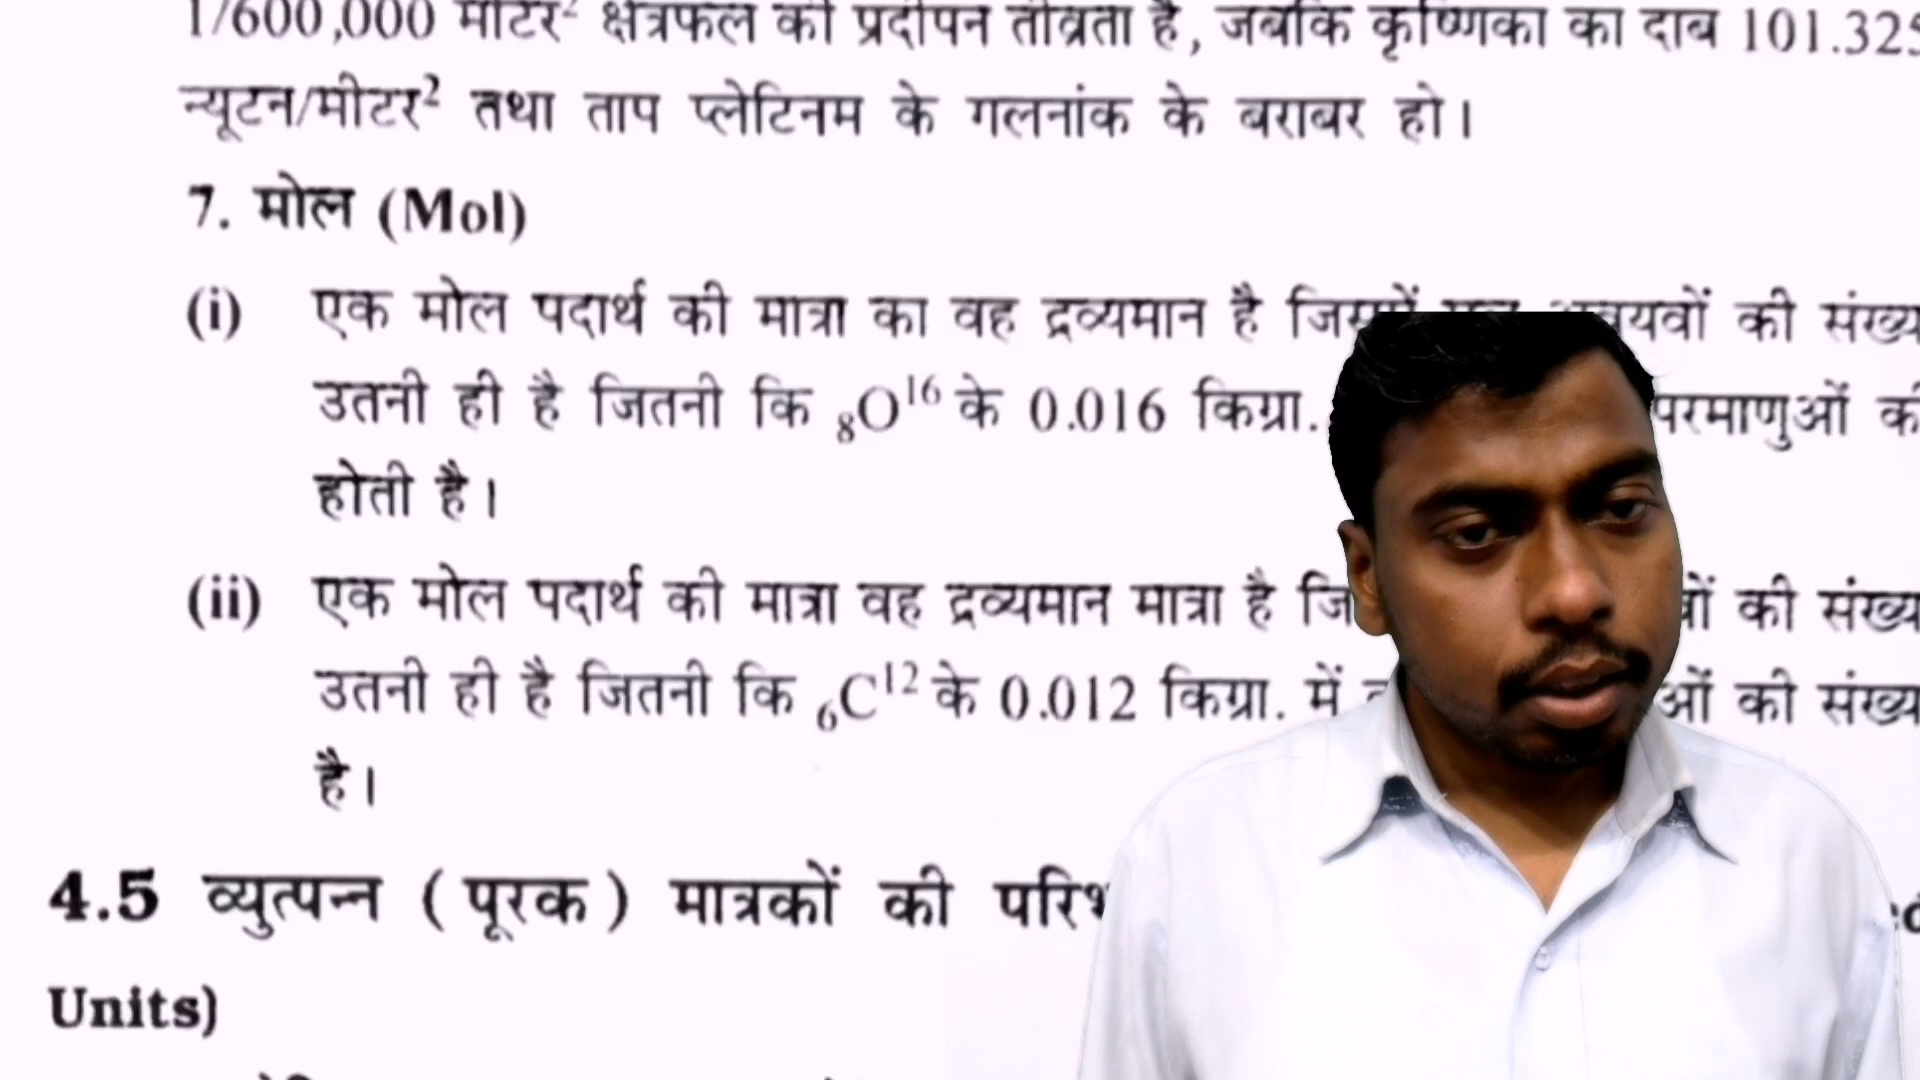 1/600,000 मीटर² क्षेत्रफल की प्रदीपन तीव्रता है, जबकि कृष्णिका का दाब 101.325
न्यूटन/मीटर² तथा ताप प्लेटिनम के गलनांक के बराबर हो।
7. मोल (Mol)
(i) एक मोल पदार्थ की मात्रा का वह द्रव्यमान है की
उतनी ही है जितनी कि ₈O¹⁶ के 0.016 किग्रा. परमाणुओं
होती है।
(ii) एक मोल पदार्थ की मात्रा वह द्रव्यमान मात्रा है की
उतनी ही है जितनी कि ₆C¹² के 0.012 किग्रा. में की
है।
4.5 व्युत्पन्न ( पूरक ) मात्रकों की
Units)